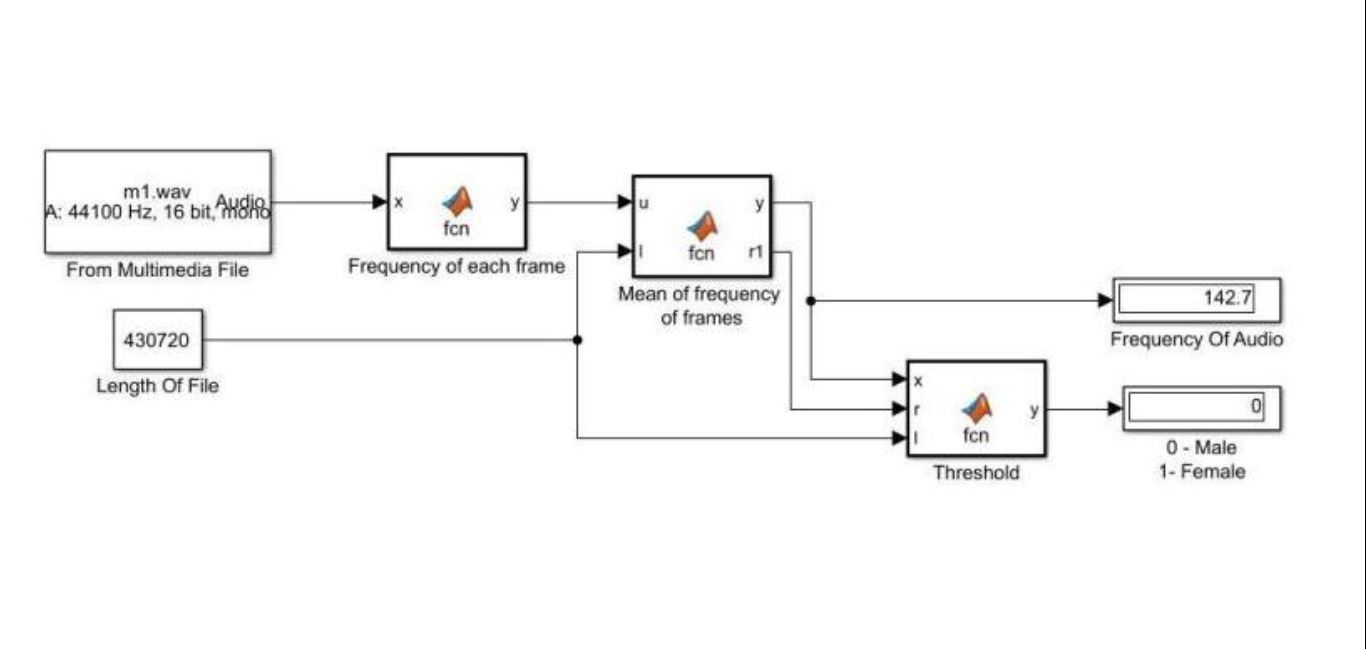 m1.wav
Audio
A: 44100 Hz, 16 bit, mono
From Multimedia File
x
y
fcn
Frequency of each frame
u
y
l
r1
fcn
Mean of frequency
of frames
430720
Length Of File
142.7
Frequency Of Audio
x
r
y
l
fcn
Threshold
0
0 - Male
1- Female